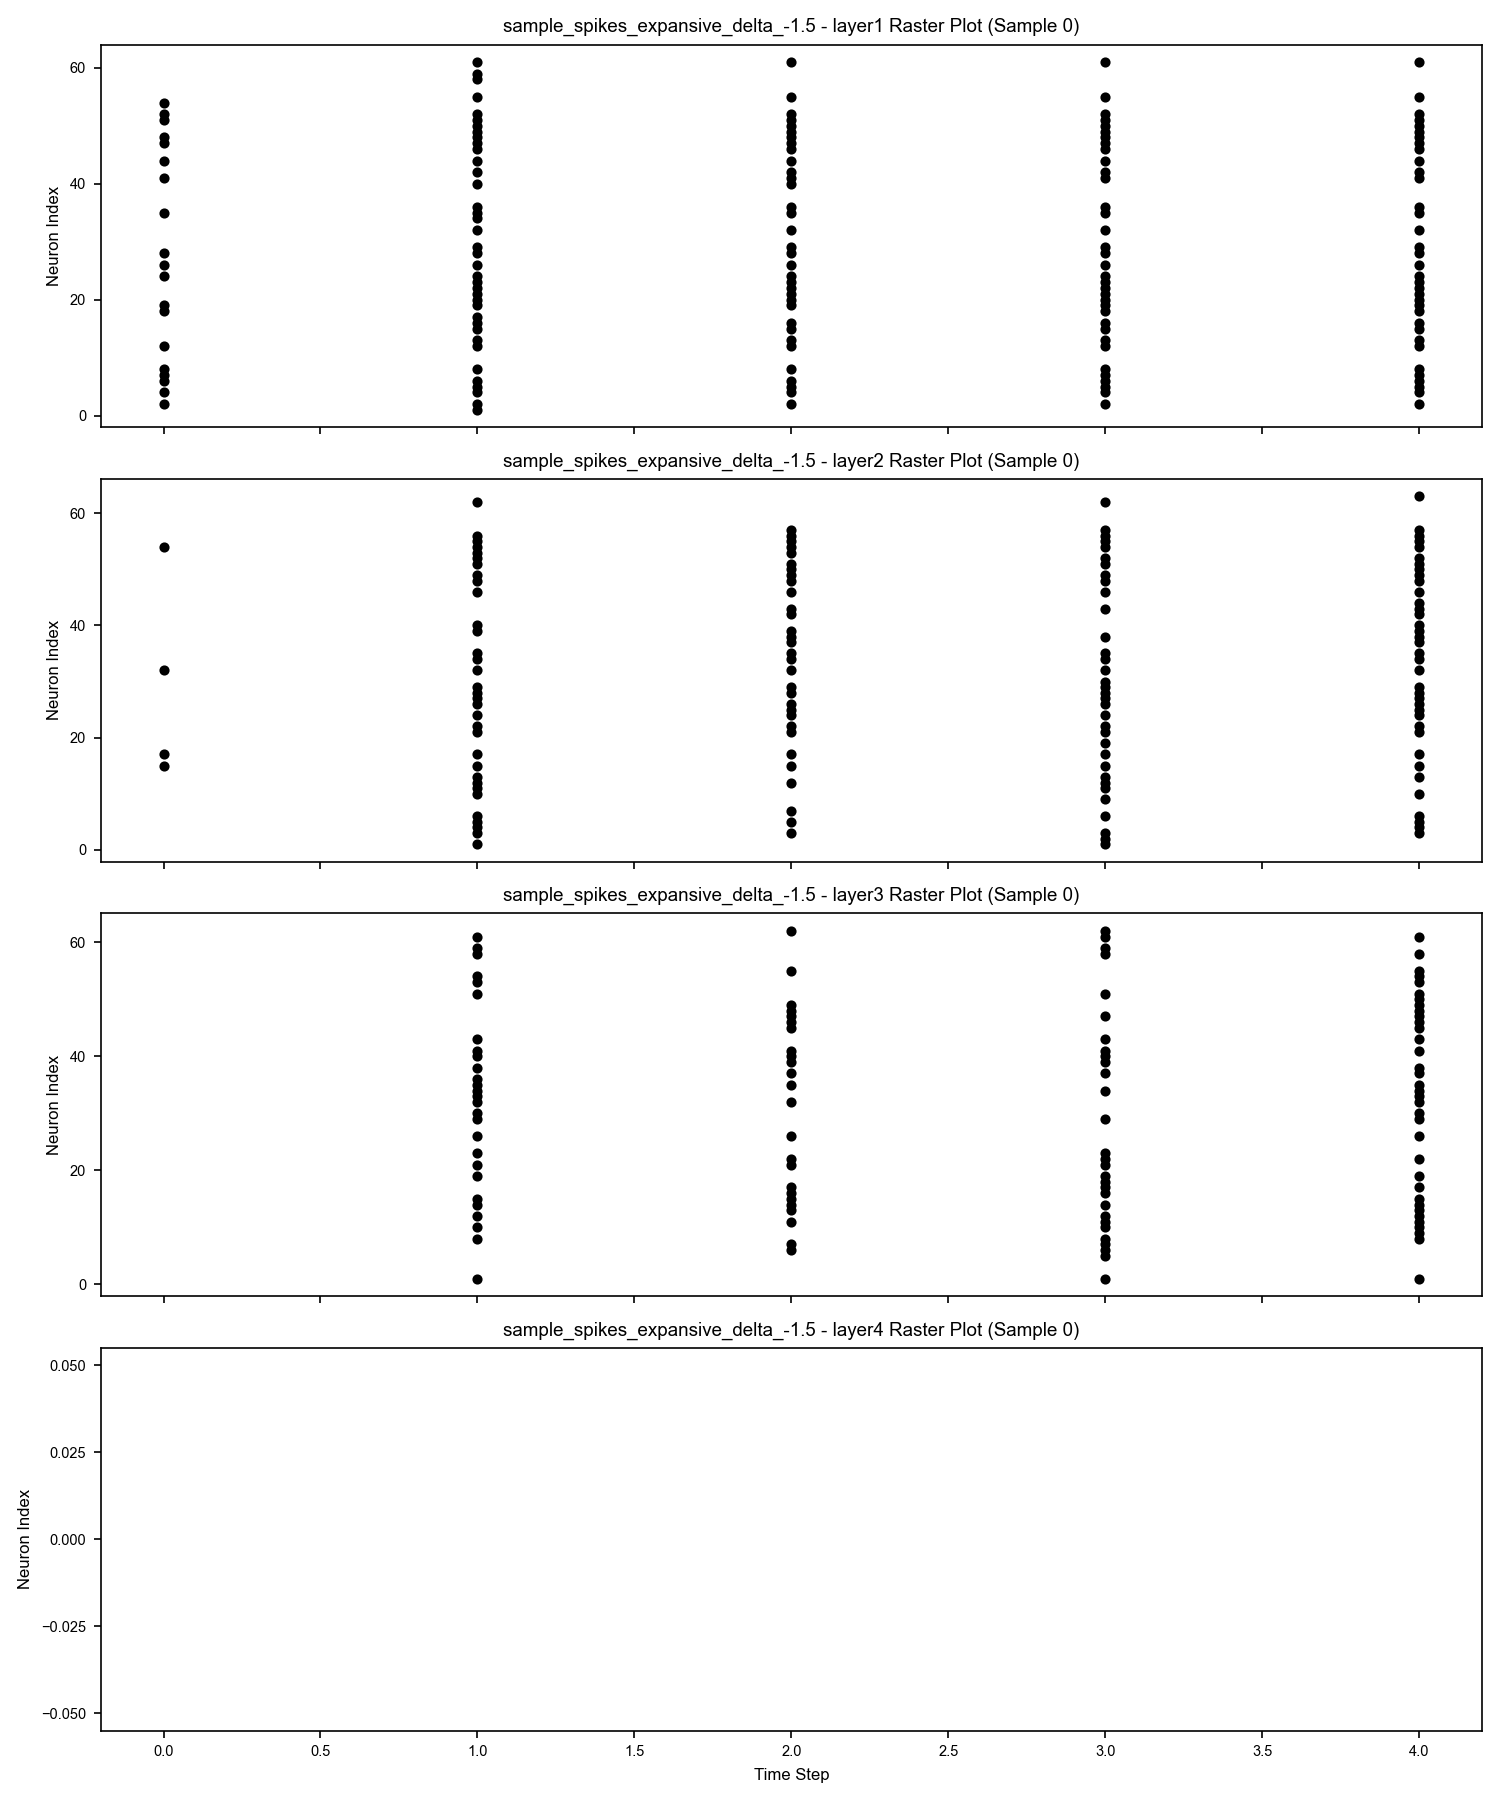 sample_spikes_expansive_delta_-1.5 - layer1 Raster Plot (Sample 0)
60
40
20
0
Neuron Index
sample_spikes_expansive_delta_-1.5 - layer2 Raster Plot (Sample 0)
60
40
20
0
Neuron Index
sample_spikes_expansive_delta_-1.5 - layer3 Raster Plot (Sample 0)
60
40
20
0
Neuron Index
sample_spikes_expansive_delta_-1.5 - layer4 Raster Plot (Sample 0)
0.050
0.025
0.000
−0.025
−0.050
Neuron Index
0.0 0.5 1.0 1.5 2.0 2.5 3.0 3.5 4.0
Time Step